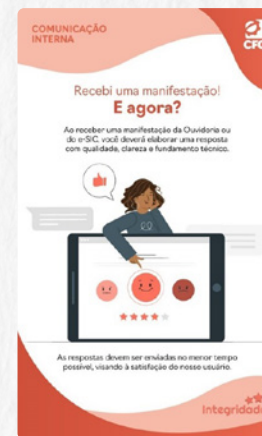 COMUNICAÇÃO
INTERNA
CFC
Recebi uma manifestação!
E agora?
Ao receber uma manifestação da Ouvidoria ou
do e-SIC, você deverá elaborar uma resposta
com qualidade, clareza e fundamento técnico.
As respostas devem ser enviadas no menor tempo
possível, visando à satisfação do nosso usuário.
Integridade